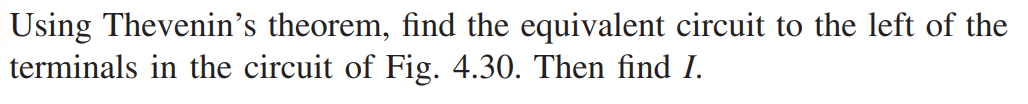 Using Thevenin’s theorem, find the equivalent circuit to the left of the
terminals in the circuit of Fig. 4.30. Then find I.